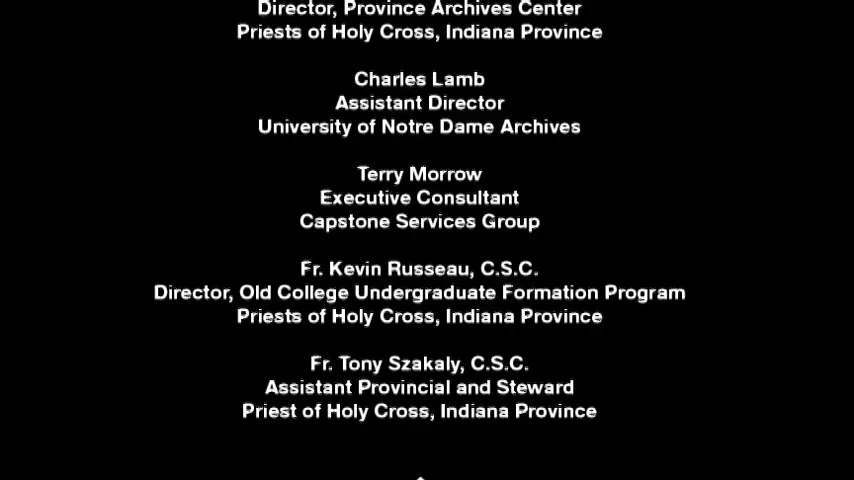 Director, Province Archives Center
Priests of Holy Cross, Indiana Province
Charles Lamb
Assistant Director
University of Notre Dame Archives
Terry Morrow
Executive Consultant
Capstone Services Group
Fr. Kevin Russeau, C.S.C.
Director, Old College Undergraduate Formation Program
Priests of Holy Cross, Indiana Province
Fr. Tony Szakaly, C.S.C.
Assistant Provincial and Steward
Priest of Holy Cross, Indiana Province